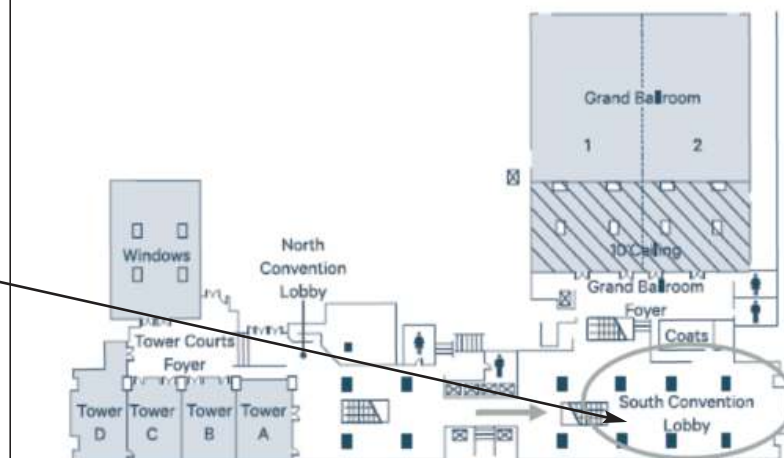 Grand Ballroom
1
2
10'Ceiling
Grand Ballroom
Foyer
Coats
Windows
North
Convention
Lobby
Tower Courts
Foyer
Tower
D
Tower
C
Tower
B
Tower
A
South Convention
Lobby